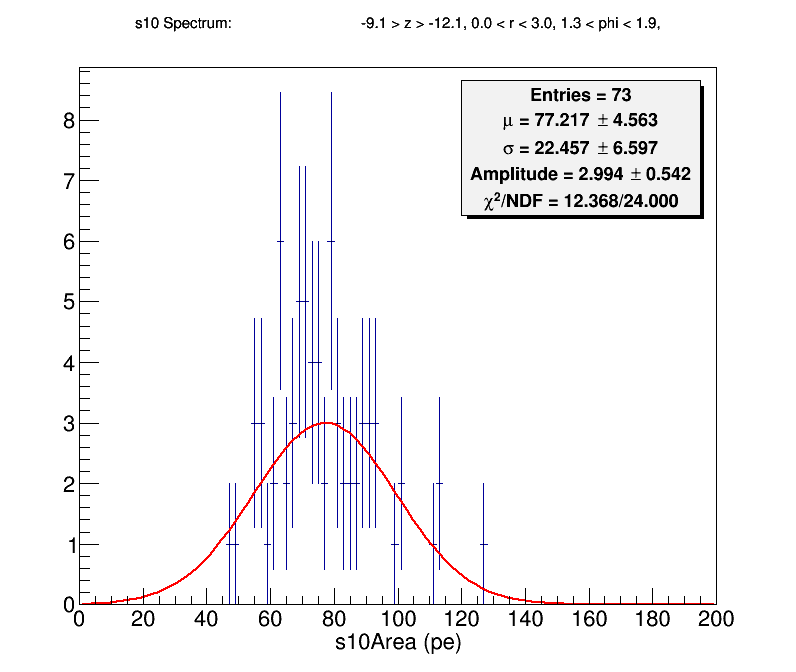 s10 Spectrum: -9.1 > z > -12.1, 0.0 < r < 3.0, 1.3 < phi < 1.9,
Entries = 73
μ = 77.217 ± 4.563
σ = 22.457 ± 6.597
Amplitude = 2.994 ± 0.542
χ²/NDF = 12.368/24.000
8
7
6
5
4
3
2
1
0
0 20 40 60 80 100 120 140 160 180 200
s10Area (pe)